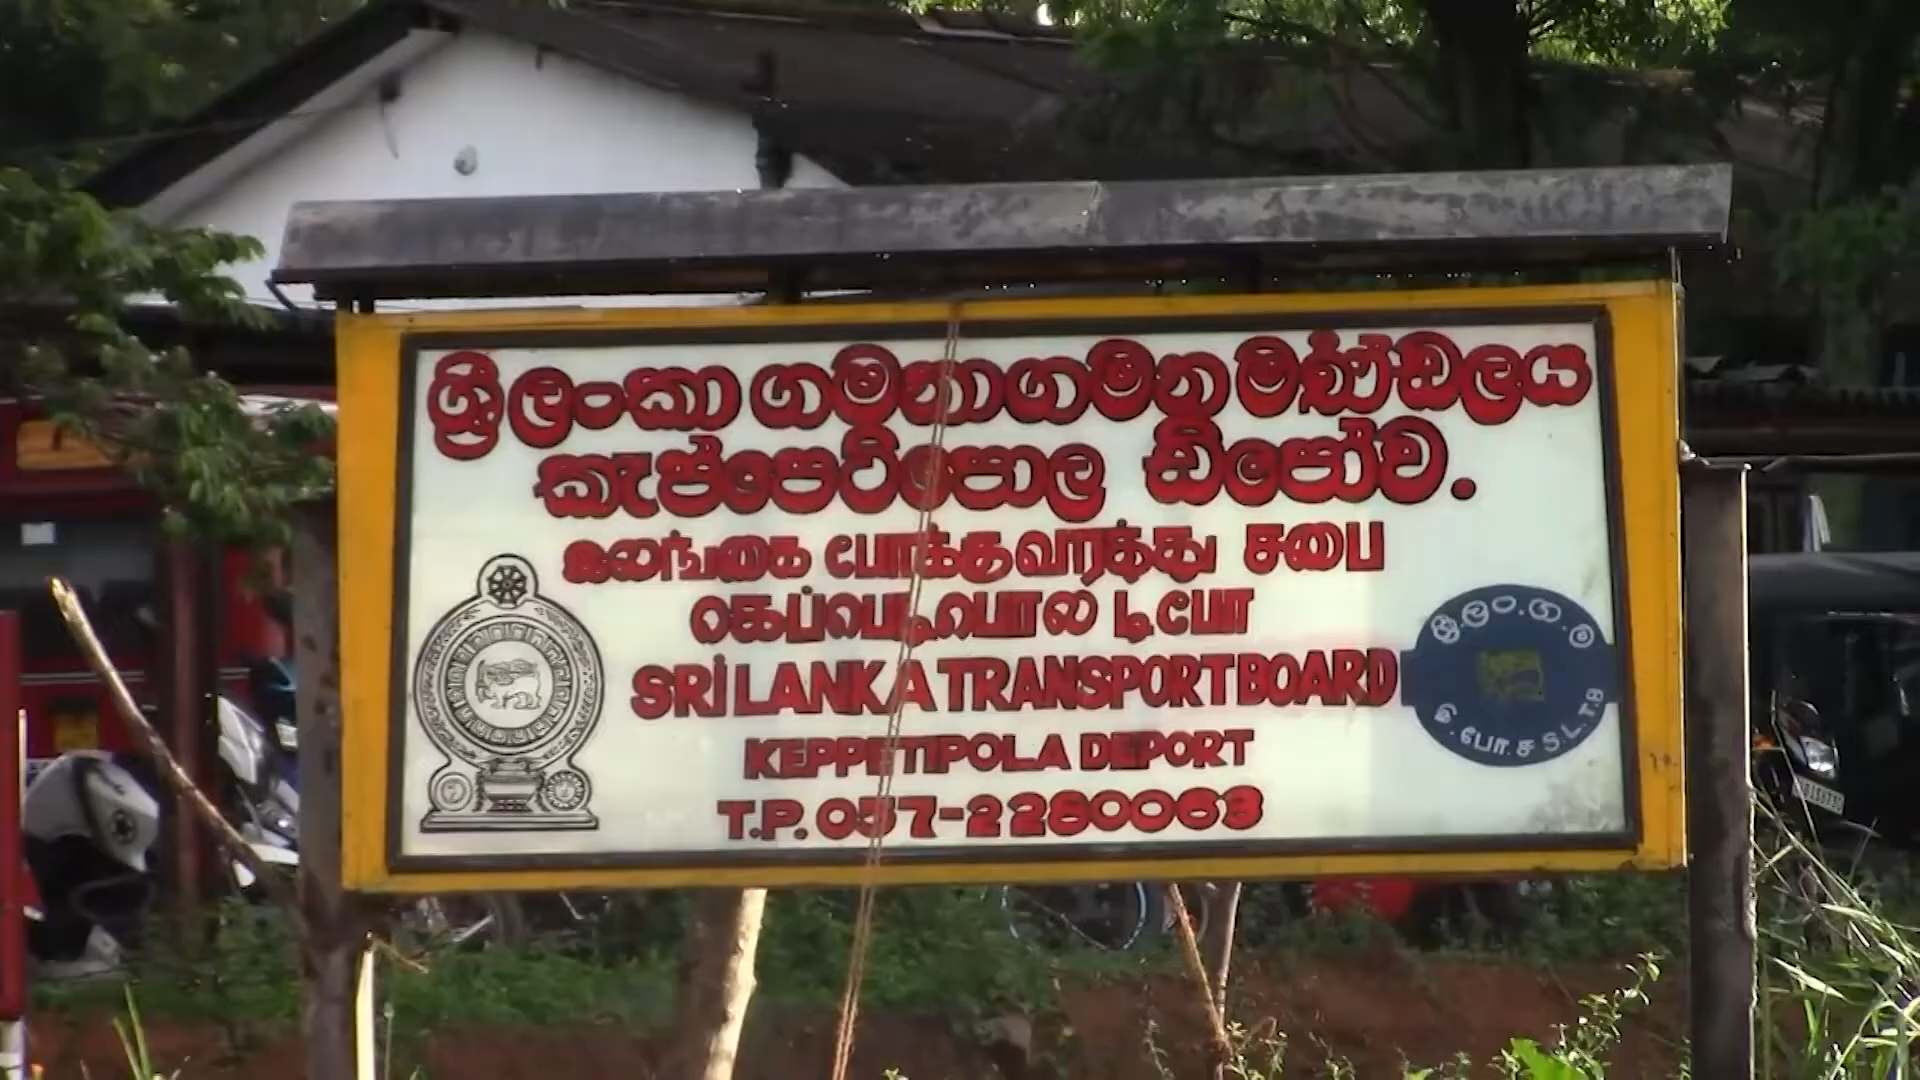 ශ්‍රී ලංකා ගමනාගමන මණ්ඩලය
කැප්පෙටිපොල ඩිපෝව.
இலங்கை போக்குவரத்து சபை
கெப்பெடிபொல டிபோ
SRI LANKA TRANSPORT BOARD
KEPPETIPOLA DEPORT
T.P. 057-2280063
ශ්‍රී.ලං.ග.ම
இ.போ.ச S.L.T.B